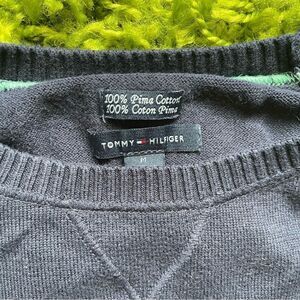 100% Pima Cotton
100% Coton Pima
TOMMY HILFIGER
M